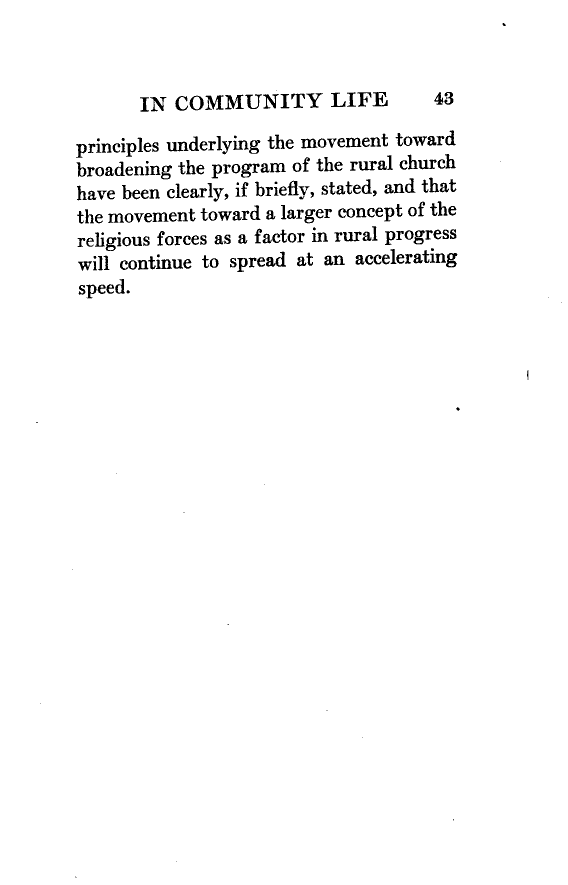 IN COMMUNITY LIFE 43
principles underlying the movement toward
broadening the program of the rural church
have been clearly, if briefly, stated, and that
the movement toward a larger concept of the
religious forces as a factor in rural progress
will continue to spread at an accelerating
speed.